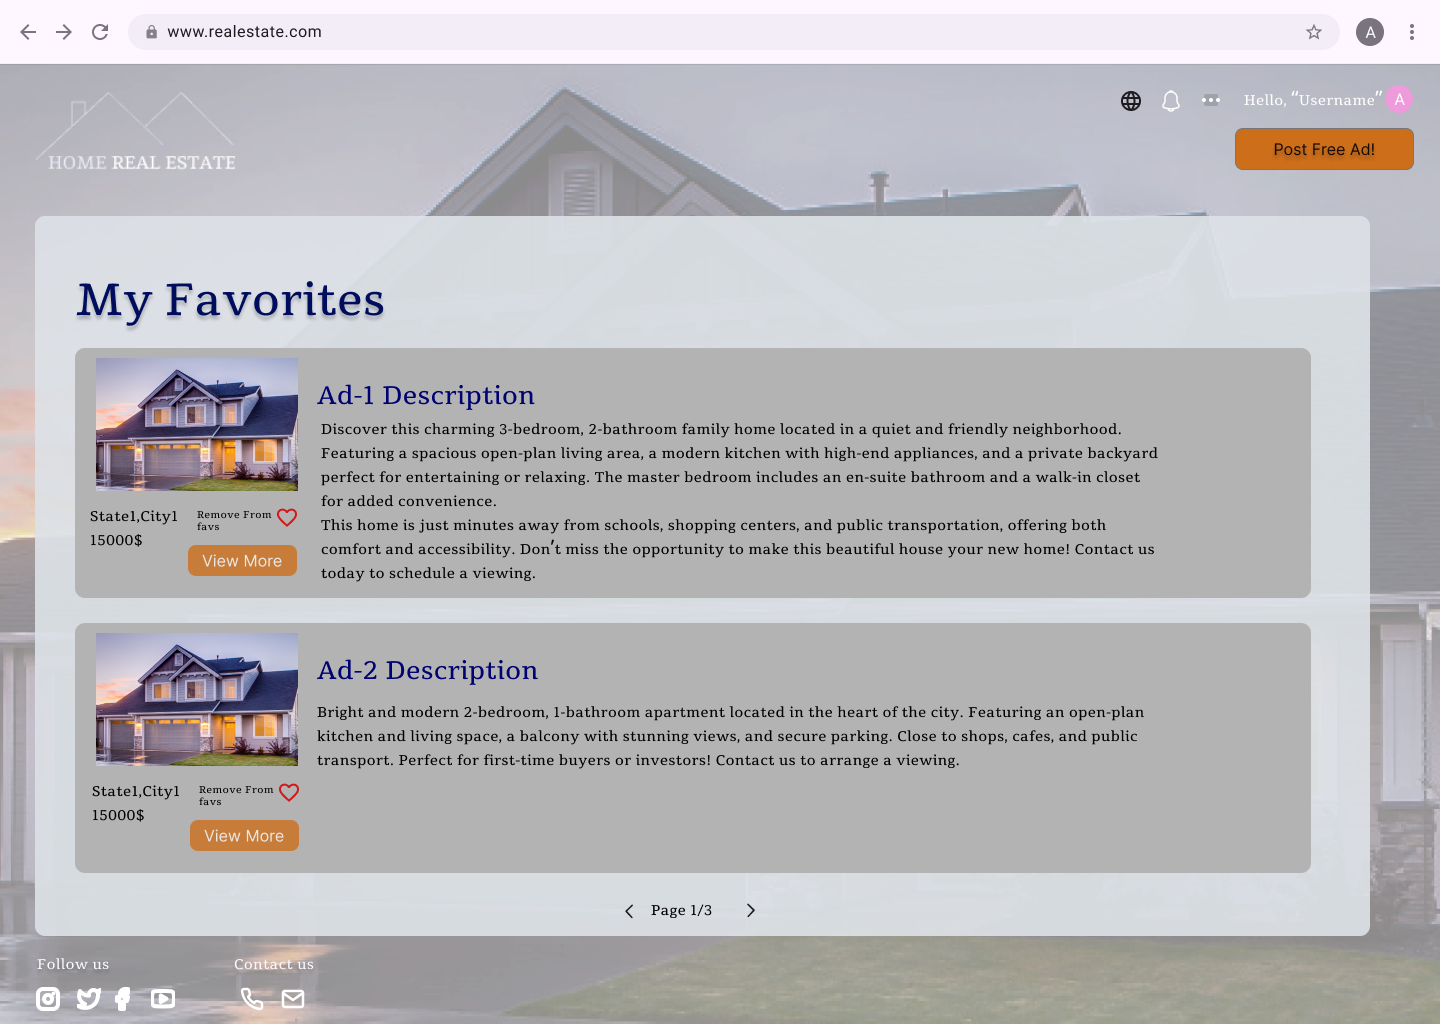 www.realestate.com
A
Hello, “Username”
A
HOME REAL ESTATE
Post Free Ad!
My Favorites
Ad-1 Description
Discover this charming 3-bedroom, 2-bathroom family home located in a quiet and friendly neighborhood.
Featuring a spacious open-plan living area, a modern kitchen with high-end appliances, and a private backyard
perfect for entertaining or relaxing. The master bedroom includes an en-suite bathroom and a walk-in closet
for added convenience.
This home is just minutes away from schools, shopping centers, and public transportation, offering both
comfort and accessibility. Don't miss the opportunity to make this beautiful house your new home! Contact us
today to schedule a viewing.
State1,City1
15000$
Remove From
favs
View More
Ad-2 Description
Bright and modern 2-bedroom, 1-bathroom apartment located in the heart of the city. Featuring an open-plan
kitchen and living space, a balcony with stunning views, and secure parking. Close to shops, cafes, and public
transport. Perfect for first-time buyers or investors! Contact us to arrange a viewing.
State1,City1
15000$
Remove From
favs
View More
Page 1/3
Follow us
Contact us